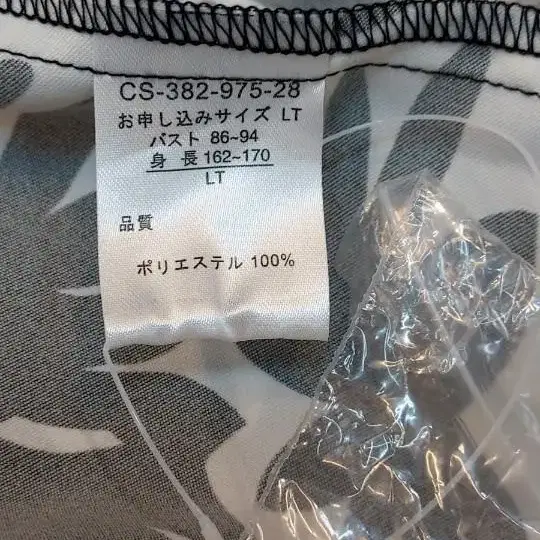 CS-382-975-28
お申し込みサイズ LT
バスト 86~94
身 長 162~170
LT
品質
ポリエステル 100%